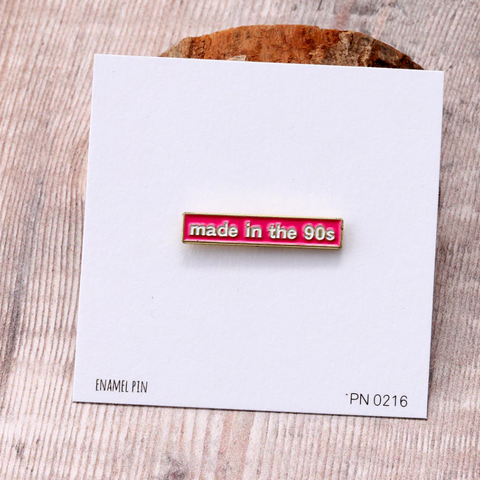 made in the 90s
ENAMEL PIN
`PN 0216